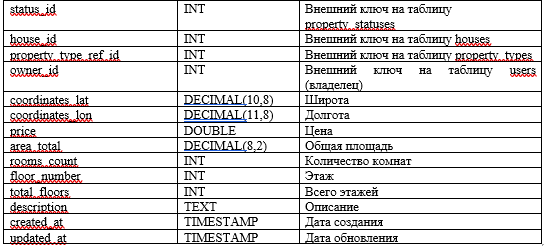 status_id INT Внешний ключ на таблицу
property_statuses
house_id INT Внешний ключ на таблицу houses
property_type_ref_id INT Внешний ключ на таблицу property_types
owner_id INT Внешний ключ на таблицу users
(владелец)
coordinates_lat DECIMAL(10,8) Широта
coordinates_lon DECIMAL(11,8) Долгота
price DOUBLE Цена
area_total DECIMAL(8,2) Общая площадь
rooms_count INT Количество комнат
floor_number INT Этаж
total_floors INT Всего этажей
description TEXT Описание
created_at TIMESTAMP Дата создания
updated_at TIMESTAMP Дата обновления